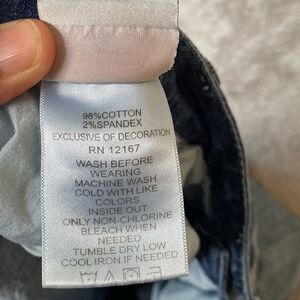 98%COTTON
2%SPANDEX
EXCLUSIVE OF DECORATION
RN 12167
WASH BEFORE
WEARING
MACHINE WASH
COLD WITH LIKE
COLORS
INSIDE OUT
ONLY NON-CHLORINE
BLEACH WHEN
NEEDED
TUMBLE DRY LOW
COOL IRON IF NEEDED